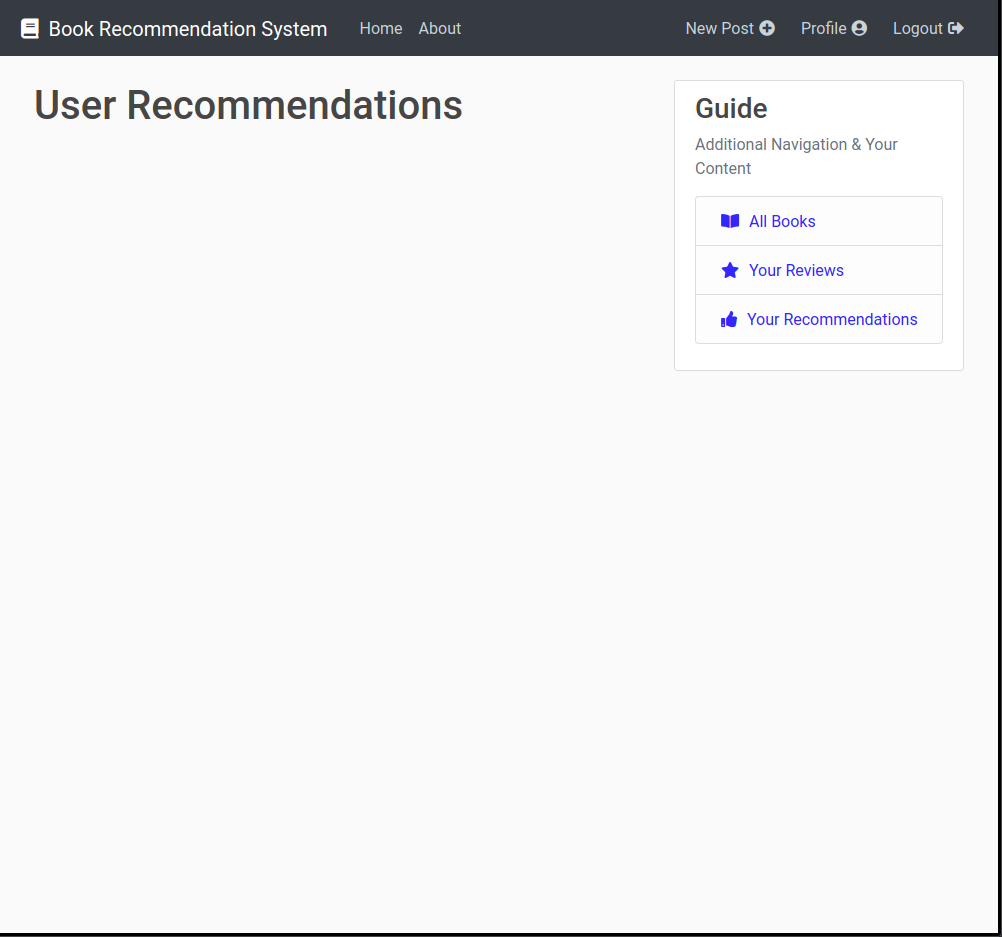 Book Recommendation System Home About New Post Profile Logout
User Recommendations
Guide
Additional Navigation & Your
Content
All Books
Your Reviews
Your Recommendations